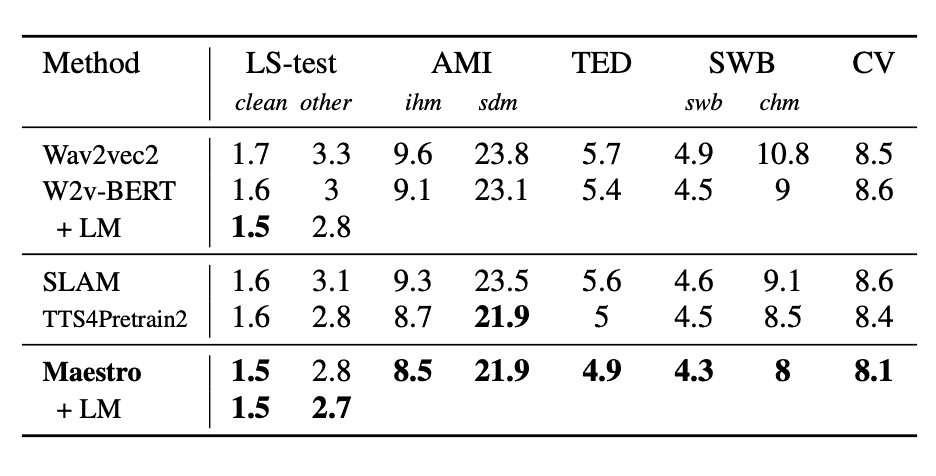 Method LS-test AMI TED SWB CV
clean other ihm sdm swb chm
Wav2vec2 1.7 3.3 9.6 23.8 5.7 4.9 10.8 8.5
W2v-BERT 1.6 3 9.1 23.1 5.4 4.5 9 8.6
+ LM 1.5 2.8
SLAM 1.6 3.1 9.3 23.5 5.6 4.6 9.1 8.6
TTS4Pretrain2 1.6 2.8 8.7 21.9 5 4.5 8.5 8.4
Maestro 1.5 2.8 8.5 21.9 4.9 4.3 8 8.1
+ LM 1.5 2.7